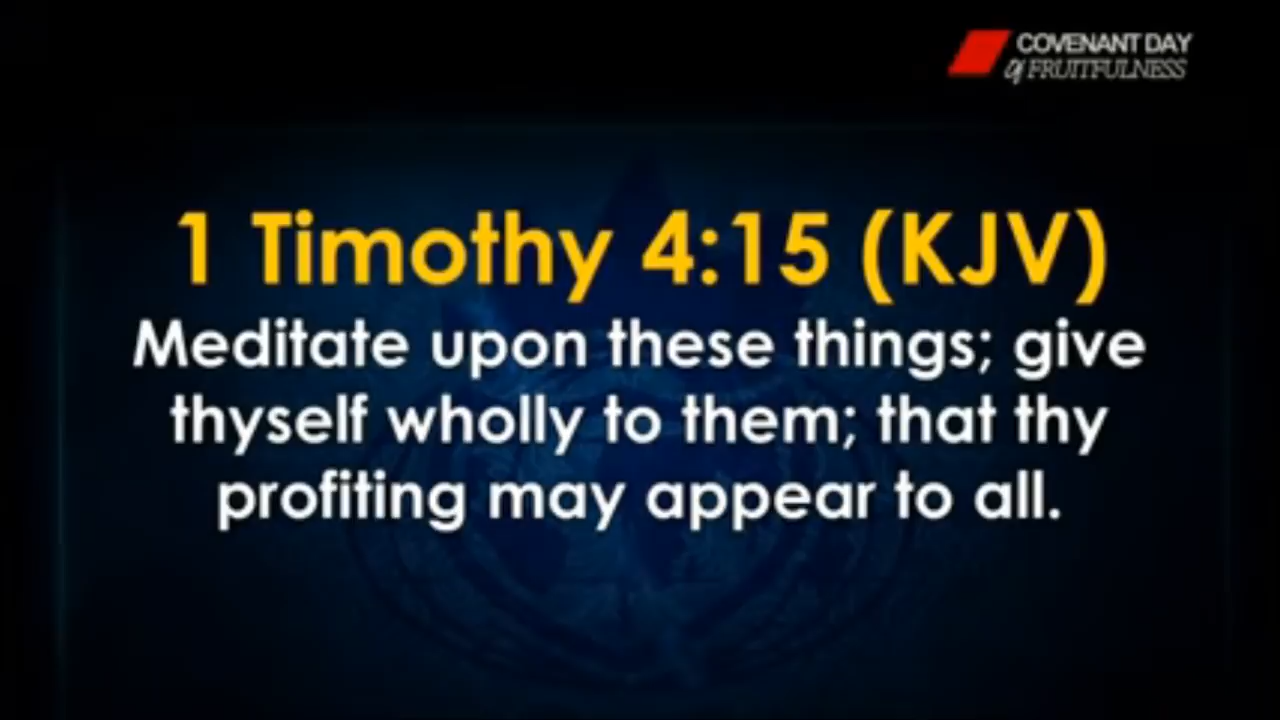 COVENANT DAY
of FRUITFULNESS
1 Timothy 4:15 (KJV)
Meditate upon these things; give
thyself wholly to them; that thy
profiting may appear to all.